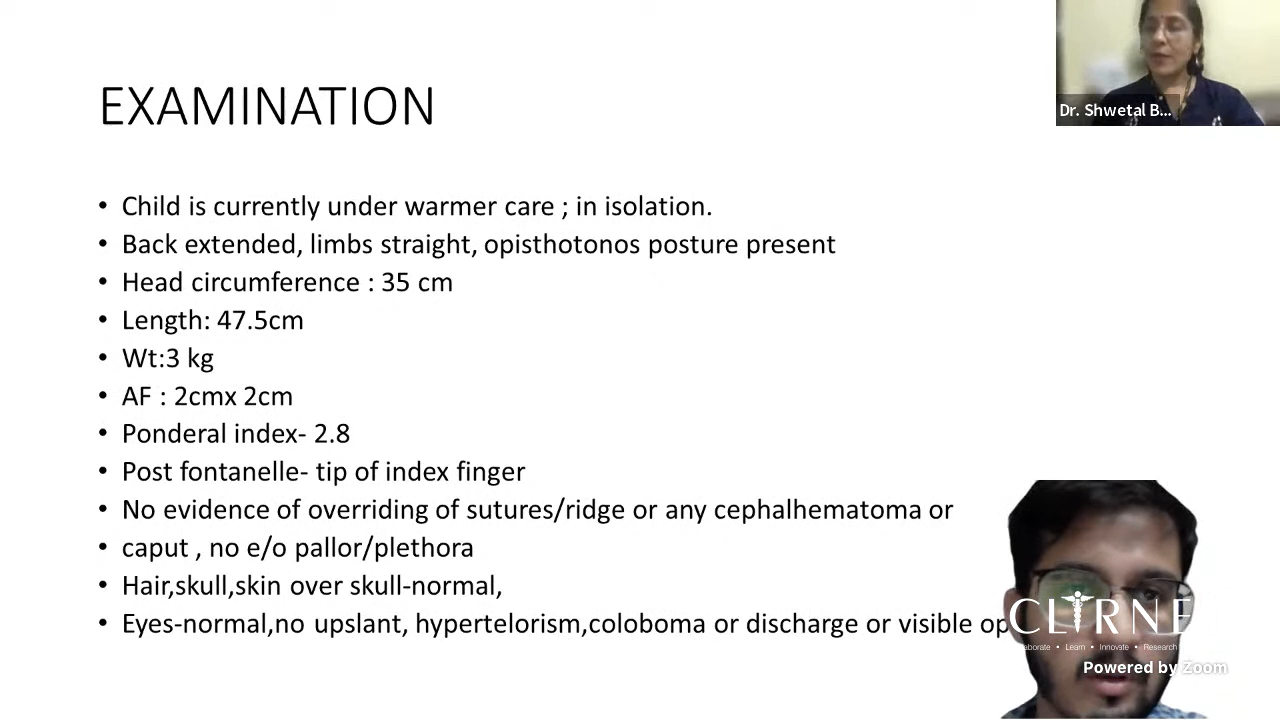 EXAMINATION
Dr. Shwetal B...
• Child is currently under warmer care ; in isolation.
• Back extended, limbs straight, opisthotonos posture present
• Head circumference : 35 cm
• Length: 47.5cm
• Wt:3 kg
• AF : 2cmx 2cm
• Ponderal index- 2.8
• Post fontanelle- tip of index finger
• No evidence of overriding of sutures/ridge or any cephalhematoma or
• caput , no e/o pallor/plethora
• Hair,skull,skin over skull-normal,
• Eyes-normal,no upslant, hypertelorism,coloboma or discharge or visible op
CLIRNE
• Learn • Innovate • Research
Powered by Zoom